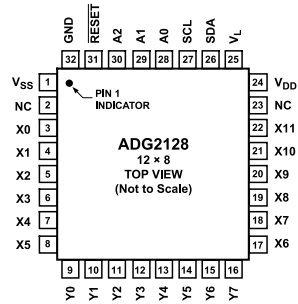 GND
RESET
A2
A1
A0
SCL
SDA
VL
32 31 30 29 28 27 26 25
VSS 1
NC 2
X0 3
X1 4
X2 5
X3 6
X4 7
X5 8
PIN 1
INDICATOR
ADG2128
12 × 8
TOP VIEW
(Not to Scale)
24 VDD
23 NC
22 X11
21 X10
20 X9
19 X8
18 X7
17 X6
9 10 11 12 13 14 15 16
Y0
Y1
Y2
Y3
Y4
Y5
Y6
Y7